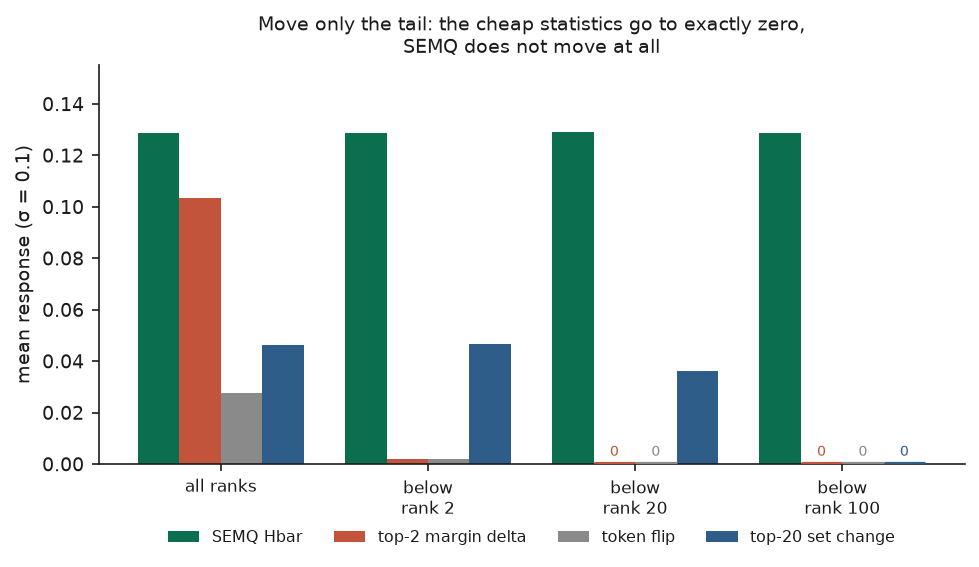 Move only the tail: the cheap statistics go to exactly zero,
SEMQ does not move at all
mean response (σ = 0.1)
0.14
0.12
0.10
0.08
0.06
0.04
0.02
0.00
0 0
0 0 0
all ranks
below
rank 2
below
rank 20
below
rank 100
SEMQ Hbar
top-2 margin delta
token flip
top-20 set change